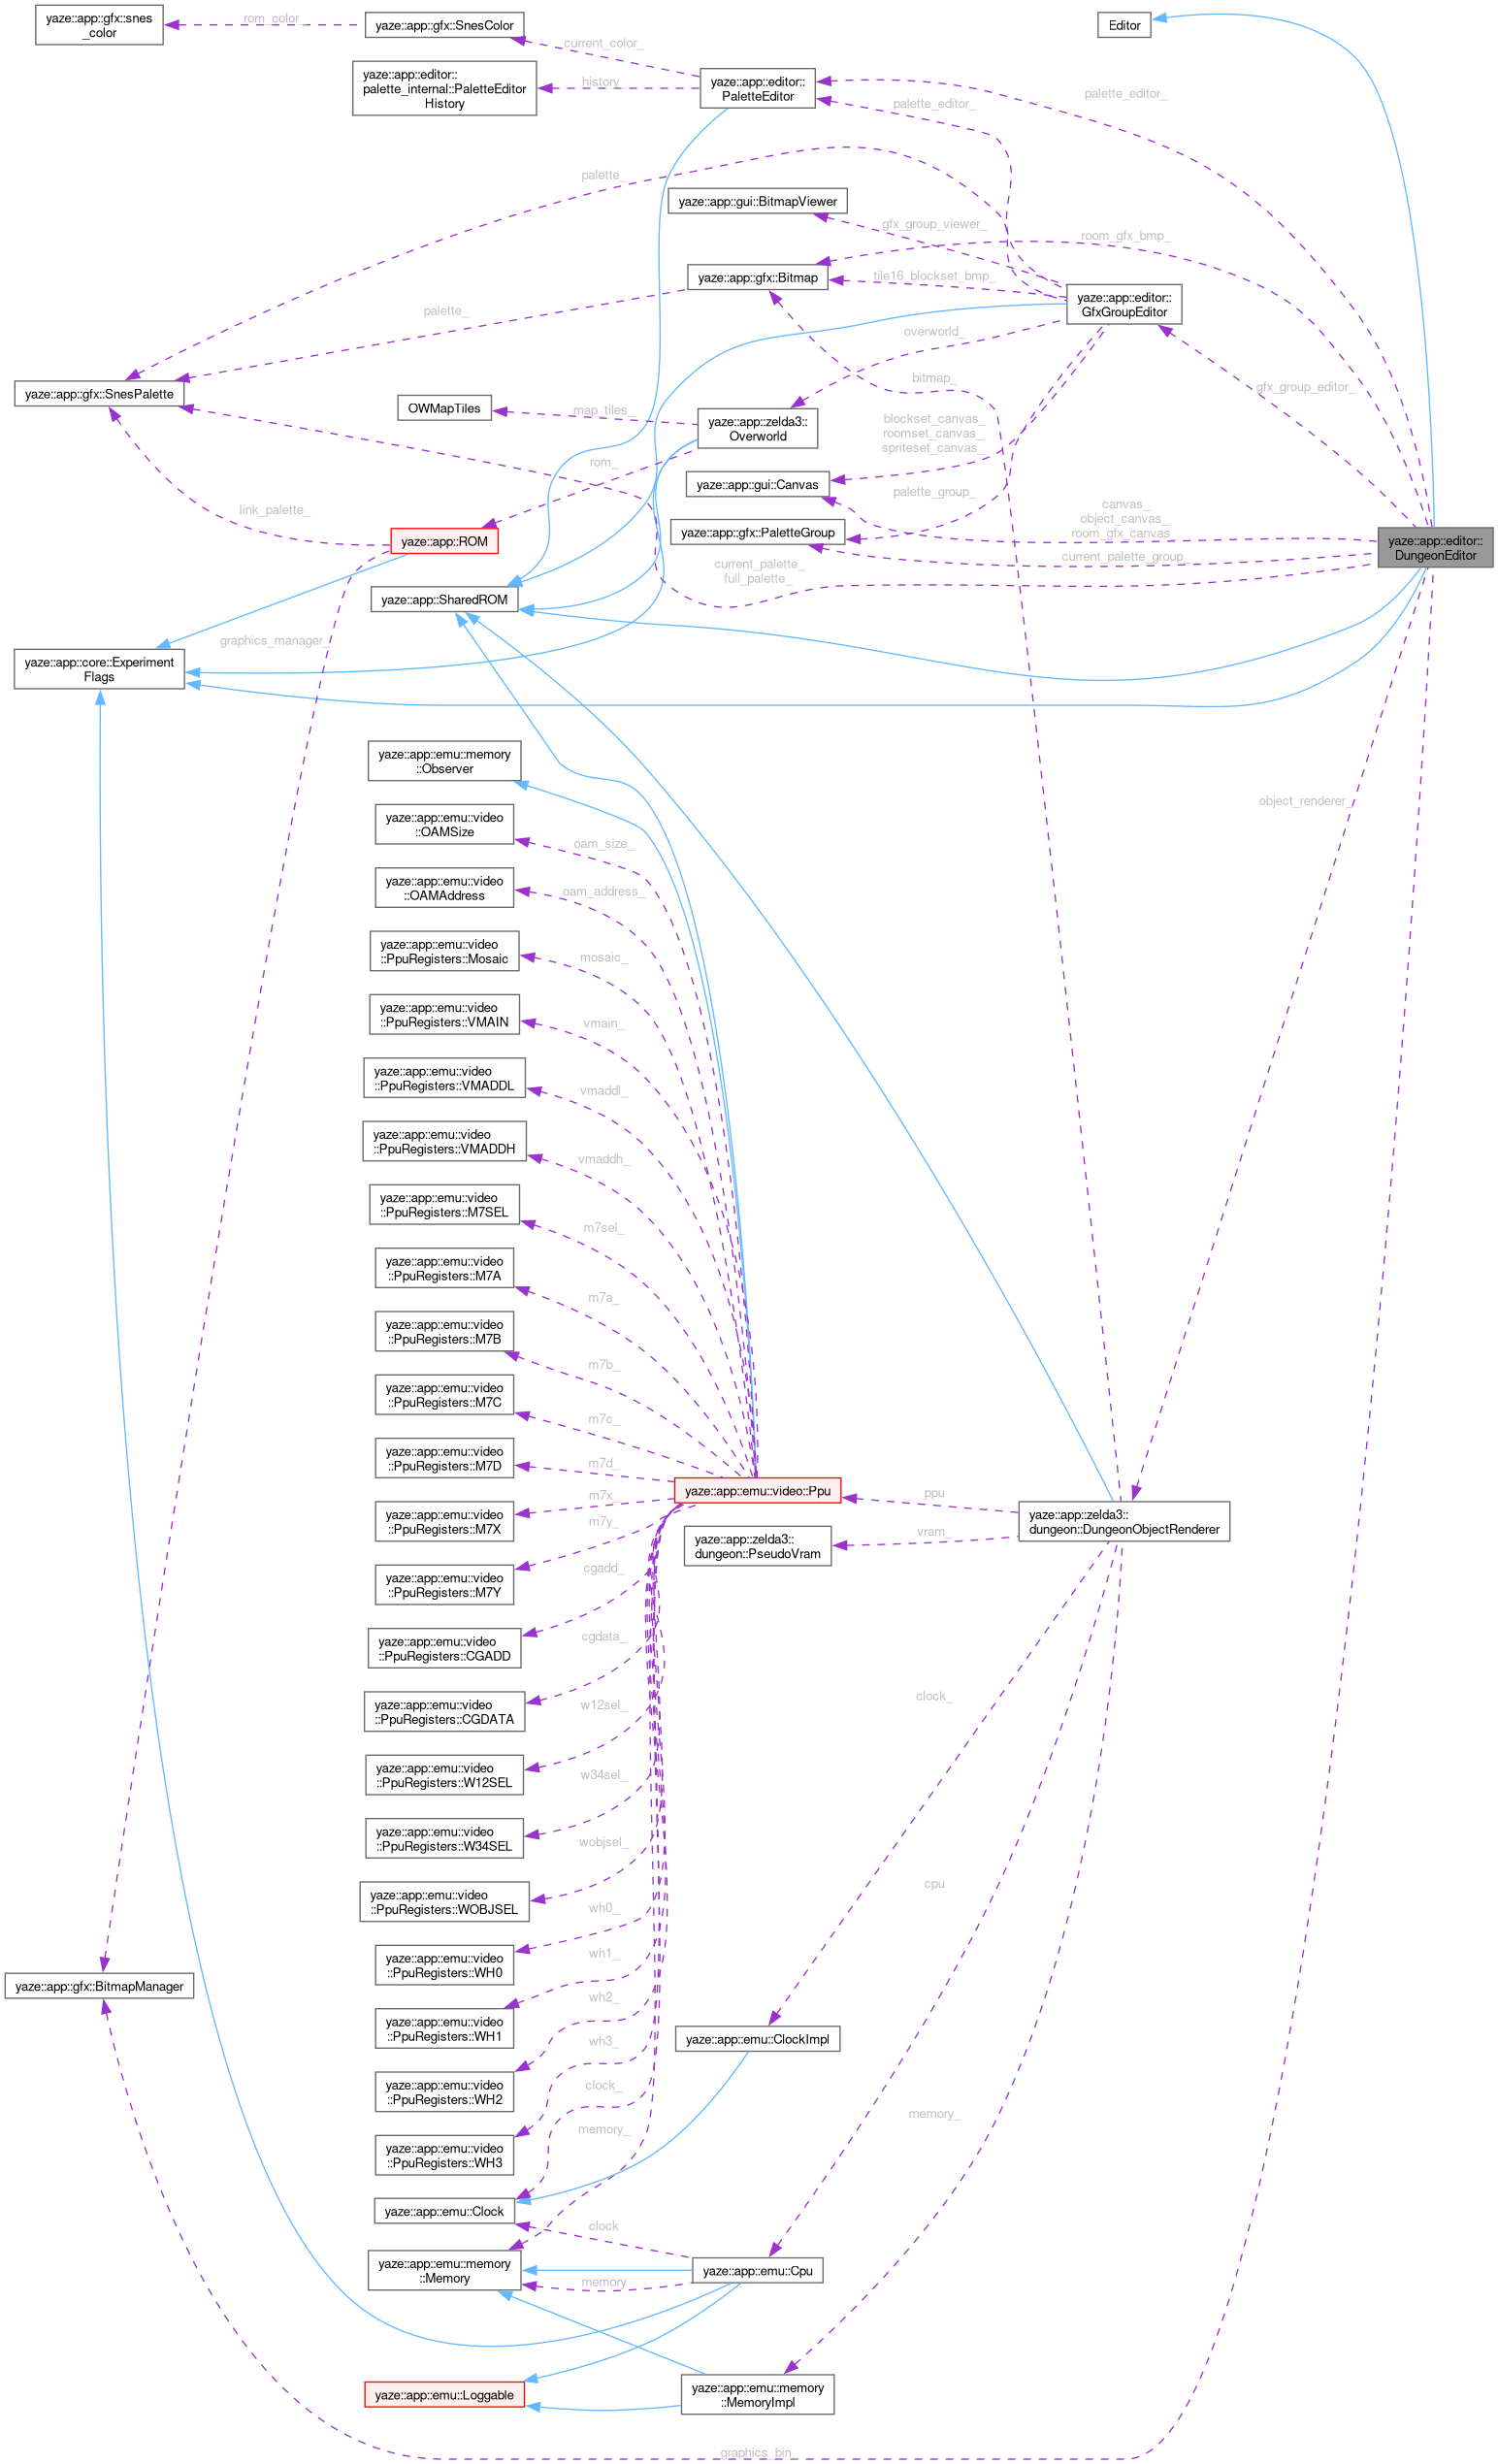 yaze::app::gfx::snes
_color
rom_color_
yaze::app::gfx::SnesColor
Editor
current_color_
yaze::app::editor::
palette_internal::PaletteEditor
History
history_
yaze::app::editor::
PaletteEditor
palette_editor_
palette_editor_
palette_
yaze::app::gui::BitmapViewer
gfx_group_viewer_
room_gfx_bmp_
yaze::app::gfx::Bitmap
tile16_blockset_bmp_
yaze::app::editor::
GfxGroupEditor
palette_
overworld_
yaze::app::gfx::SnesPalette
bitmap_
gfx_group_editor_
OWMapTiles
map_tiles_
yaze::app::zelda3::
Overworld
blockset_canvas_
roomset_canvas_
spriteset_canvas_
rom_
yaze::app::gui::Canvas
palette_group_
link_palette_
canvas_
object_canvas_
room_gfx_canvas_
yaze::app::ROM
yaze::app::gfx::PaletteGroup
yaze::app::editor::
DungeonEditor
current_palette_group_
current_palette_
full_palette_
yaze::app::SharedROM
graphics_manager_
yaze::app::core::Experiment
Flags
yaze::app::emu::memory
::Observer
object_renderer_
yaze::app::emu::video
::OAMSize
oam_size_
yaze::app::emu::video
::OAMAddress
oam_address_
yaze::app::emu::video
::PpuRegisters::Mosaic
mosaic_
yaze::app::emu::video
::PpuRegisters::VMAIN
vmain_
yaze::app::emu::video
::PpuRegisters::VMADDL
vmaddl_
yaze::app::emu::video
::PpuRegisters::VMADDH
vmaddh_
yaze::app::emu::video
::PpuRegisters::M7SEL
m7sel_
yaze::app::emu::video
::PpuRegisters::M7A
m7a_
yaze::app::emu::video
::PpuRegisters::M7B
m7b_
yaze::app::emu::video
::PpuRegisters::M7C
m7c_
yaze::app::emu::video
::PpuRegisters::M7D
m7d_
yaze::app::emu::video::Ppu
ppu
yaze::app::emu::video
::PpuRegisters::M7X
m7x_
m7y_
yaze::app::zelda3::
dungeon::DungeonObjectRenderer
vram_
yaze::app::zelda3::
dungeon::PseudoVram
yaze::app::emu::video
::PpuRegisters::M7Y
cgadd_
yaze::app::emu::video
::PpuRegisters::CGADD
cgdata_
yaze::app::emu::video
::PpuRegisters::CGDATA
w12sel_
clock_
yaze::app::emu::video
::PpuRegisters::W12SEL
w34sel_
yaze::app::emu::video
::PpuRegisters::W34SEL
wobjsel_
yaze::app::emu::video
::PpuRegisters::WOBJSEL
cpu
wh0_
yaze::app::emu::video
::PpuRegisters::WH0
wh1_
yaze::app::gfx::BitmapManager
yaze::app::emu::video
::PpuRegisters::WH1
wh2_
yaze::app::emu::ClockImpl
wh3_
yaze::app::emu::video
::PpuRegisters::WH2
clock_
yaze::app::emu::video
::PpuRegisters::WH3
memory_
memory_
yaze::app::emu::Clock
clock
yaze::app::emu::memory
::Memory
memory
yaze::app::emu::Cpu
yaze::app::emu::Loggable
yaze::app::emu::memory
::MemoryImpl
graphics_bin_